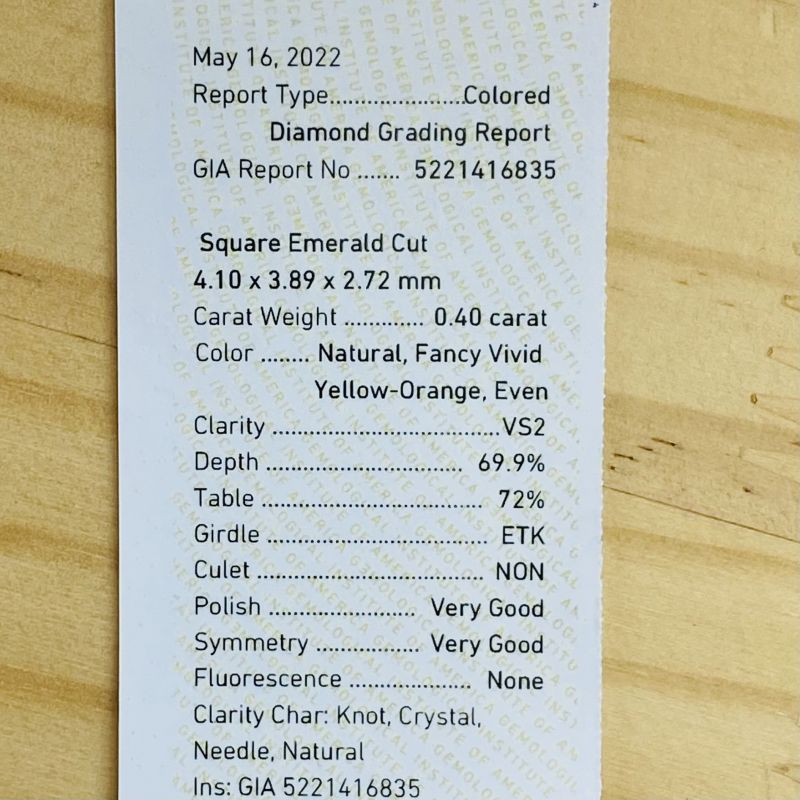 May 16, 2022
Report Type......................Colored
Diamond Grading Report
GIA Report No ....... 5221416835
Square Emerald Cut
4.10 x 3.89 x 2.72 mm
Carat Weight ............. 0.40 carat
Color ........ Natural, Fancy Vivid
Yellow-Orange, Even
Clarity .....................................VS2
Depth ................................ 69.9%
Table .................................... 72%
Girdle ..................................... ETK
Culet ..................................... NON
Polish ........................ Very Good
Symmetry ................. Very Good
Fluorescence .................... None
Clarity Char: Knot, Crystal,
Needle, Natural
Ins: GIA 5221416835